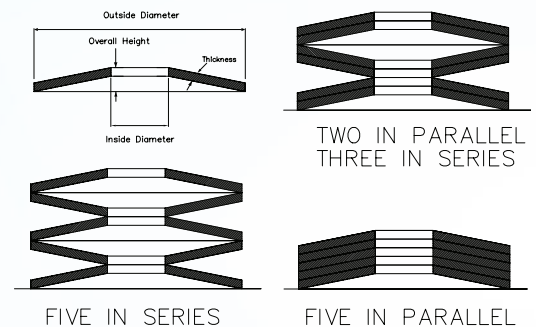 Outside Diameter
Overall Height
Thickness
Inside Diameter
TWO IN PARALLEL
THREE IN SERIES
FIVE IN SERIES
FIVE IN PARALLEL